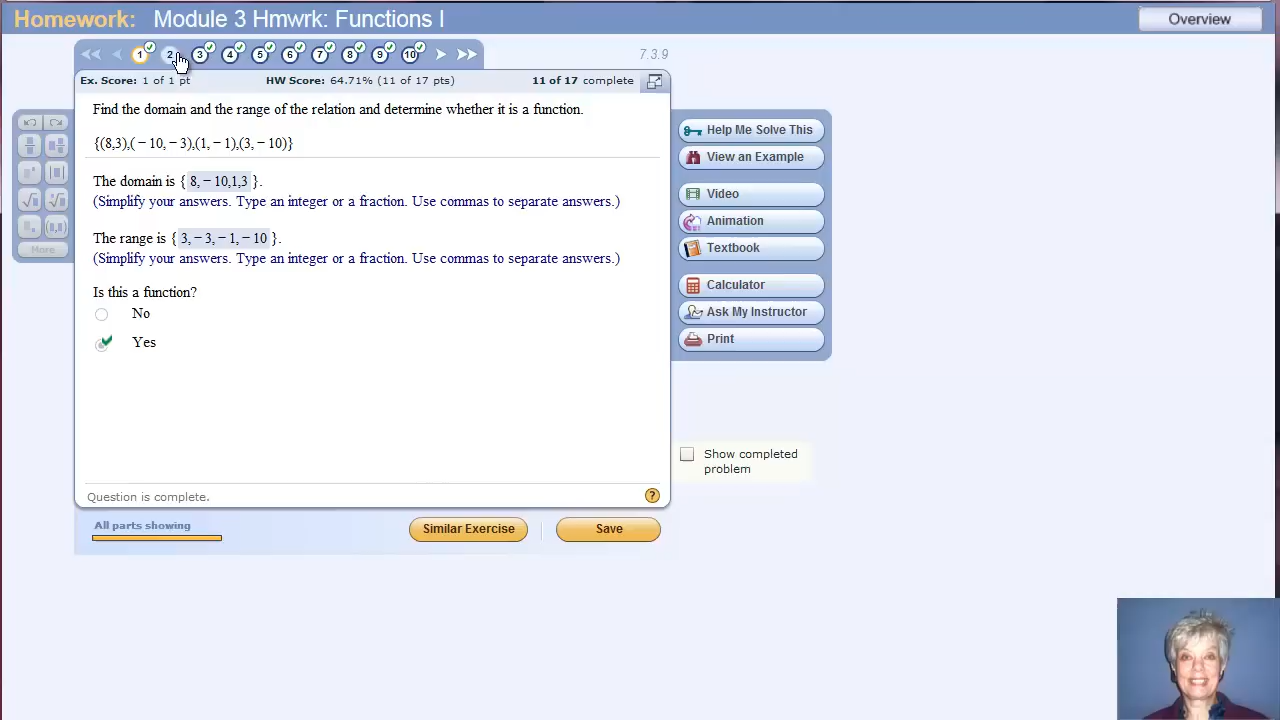 Homework: Module 3 Hmwrk: Functions I
Overview
1 2 3 4 5 6 7 8 9 10
7.3.9
Ex. Score: 1 of 1 pt HW Score: 64.71% (11 of 17 pts) 11 of 17 complete
Find the domain and the range of the relation and determine whether it is a function.
{(8,3),(−10,−3),(1,−1),(3,−10)}
The domain is {8,−10,1,3}.
(Simplify your answers. Type an integer or a fraction. Use commas to separate answers.)
The range is {3,−3,−1,−10}.
(Simplify your answers. Type an integer or a fraction. Use commas to separate answers.)
Is this a function?
No
Yes
Question is complete.
?
All parts showing
Similar Exercise
Save
More
Help Me Solve This
View an Example
Video
Animation
Textbook
Calculator
Ask My Instructor
Print
Show completed
problem